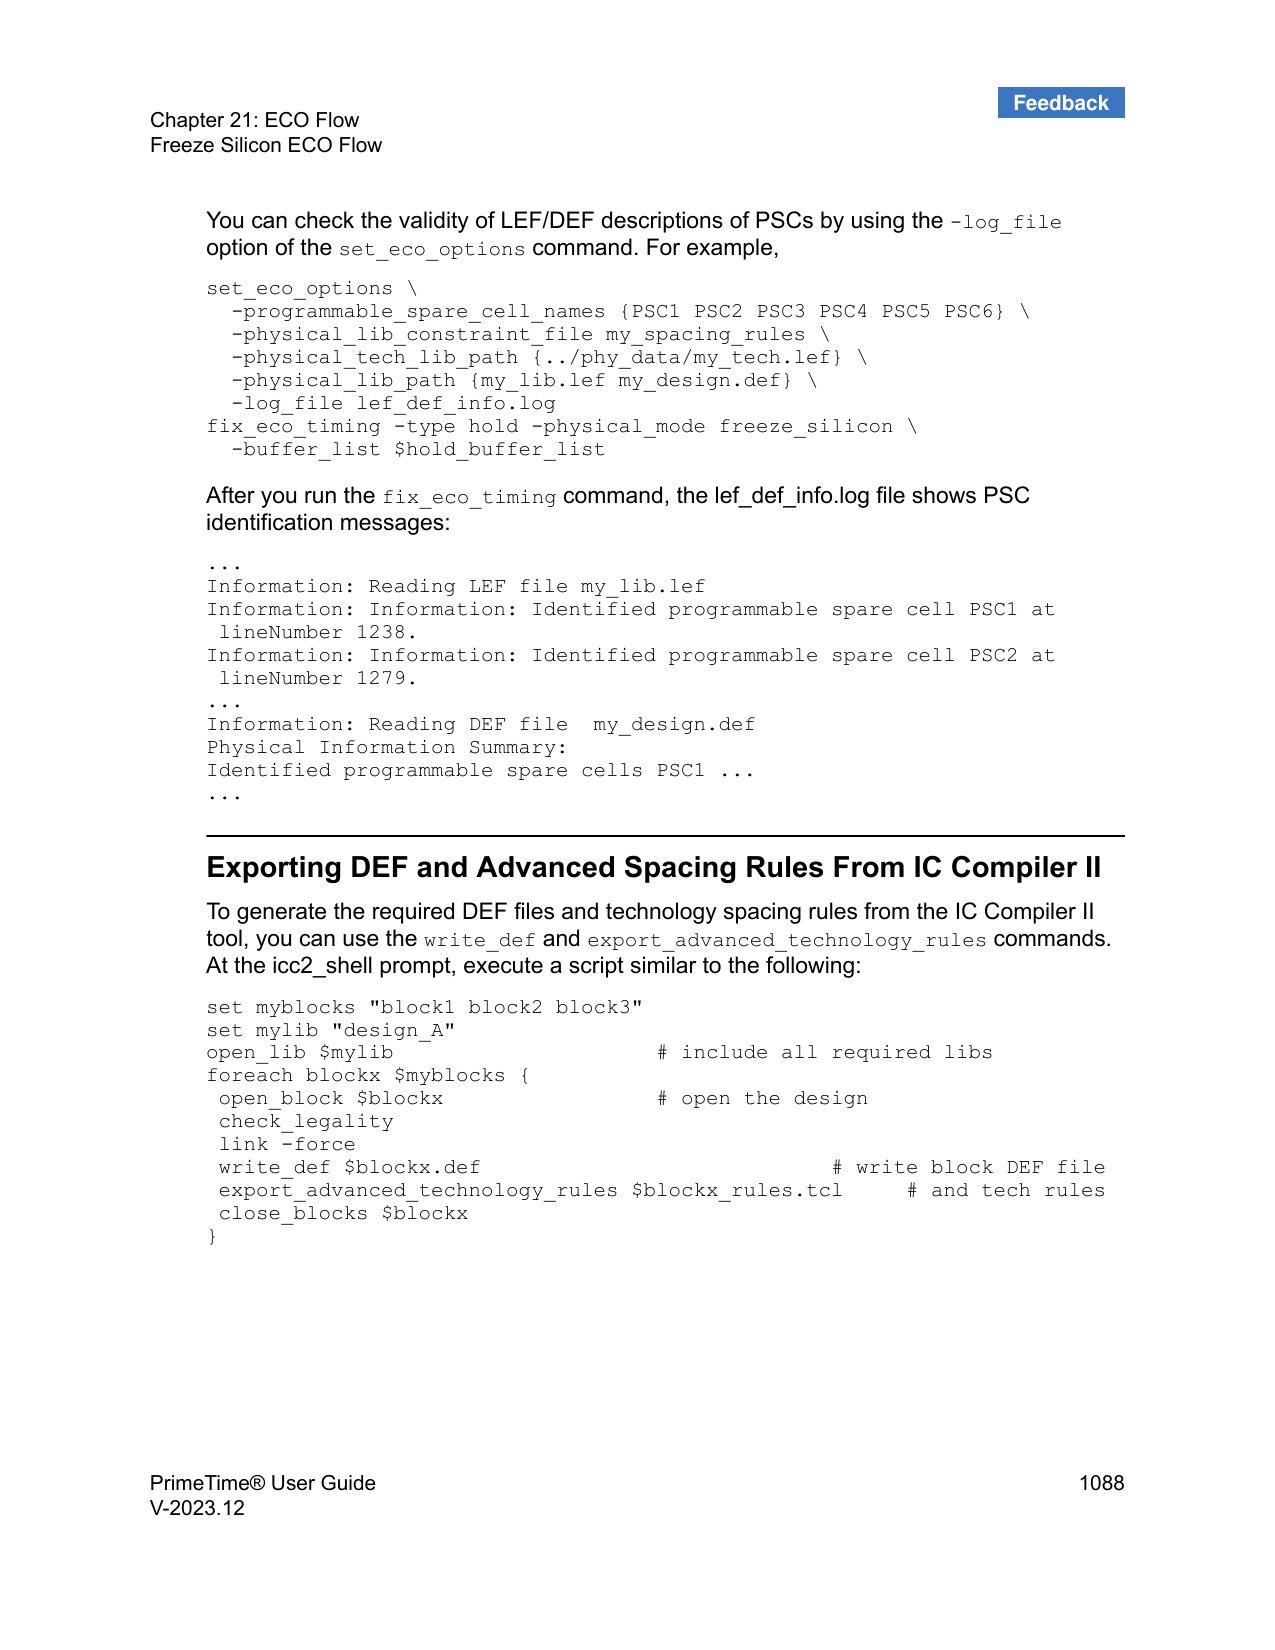 Feedback
Chapter 21: ECO Flow
Freeze Silicon ECO Flow
You can check the validity of LEF/DEF descriptions of PSCs by using the -log_file
option of the set_eco_options command. For example,
set_eco_options \
  -programmable_spare_cell_names {PSC1 PSC2 PSC3 PSC4 PSC5 PSC6} \
  -physical_lib_constraint_file my_spacing_rules \
  -physical_tech_lib_path {../phy_data/my_tech.lef} \
  -physical_lib_path {my_lib.lef my_design.def} \
  -log_file lef_def_info.log
fix_eco_timing -type hold -physical_mode freeze_silicon \
  -buffer_list $hold_buffer_list
After you run the fix_eco_timing command, the lef_def_info.log file shows PSC
identification messages:
...
Information: Reading LEF file my_lib.lef
Information: Information: Identified programmable spare cell PSC1 at
 lineNumber 1238.
Information: Information: Identified programmable spare cell PSC2 at
 lineNumber 1279.
...
Information: Reading DEF file  my_design.def
Physical Information Summary:
Identified programmable spare cells PSC1 ...
...
Exporting DEF and Advanced Spacing Rules From IC Compiler II
To generate the required DEF files and technology spacing rules from the IC Compiler II
tool, you can use the write_def and export_advanced_technology_rules commands.
At the icc2_shell prompt, execute a script similar to the following:
set myblocks "block1 block2 block3"
set mylib "design_A"
open_lib $mylib                     # include all required libs
foreach blockx $myblocks {
 open_block $blockx                 # open the design
 check_legality
 link -force
 write_def $blockx.def                            # write block DEF file
 export_advanced_technology_rules $blockx_rules.tcl     # and tech rules
 close_blocks $blockx
}
PrimeTime® User Guide
1088
V-2023.12